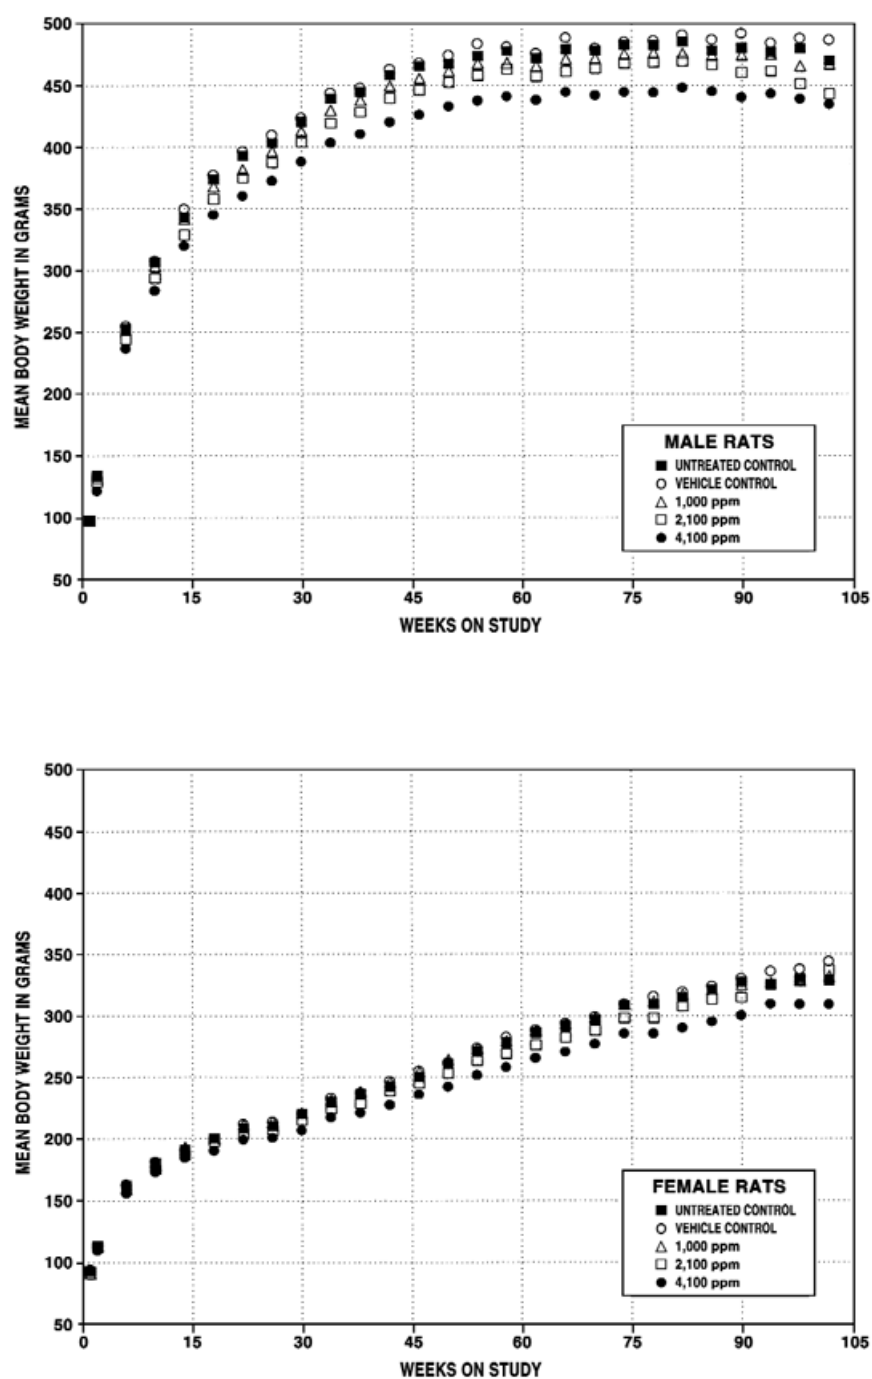 500
450
400
350
300
250
200
150
100
50
MEAN BODY WEIGHT IN GRAMS
MALE RATS
UNTREATED CONTROL
VEHICLE CONTROL
1,000 ppm
2,100 ppm
4,100 ppm
0 15 30 45 60 75 90 105
WEEKS ON STUDY
500
450
400
350
300
250
200
150
100
50
MEAN BODY WEIGHT IN GRAMS
FEMALE RATS
UNTREATED CONTROL
VEHICLE CONTROL
1,000 ppm
2,100 ppm
4,100 ppm
0 15 30 45 60 75 90 105
WEEKS ON STUDY